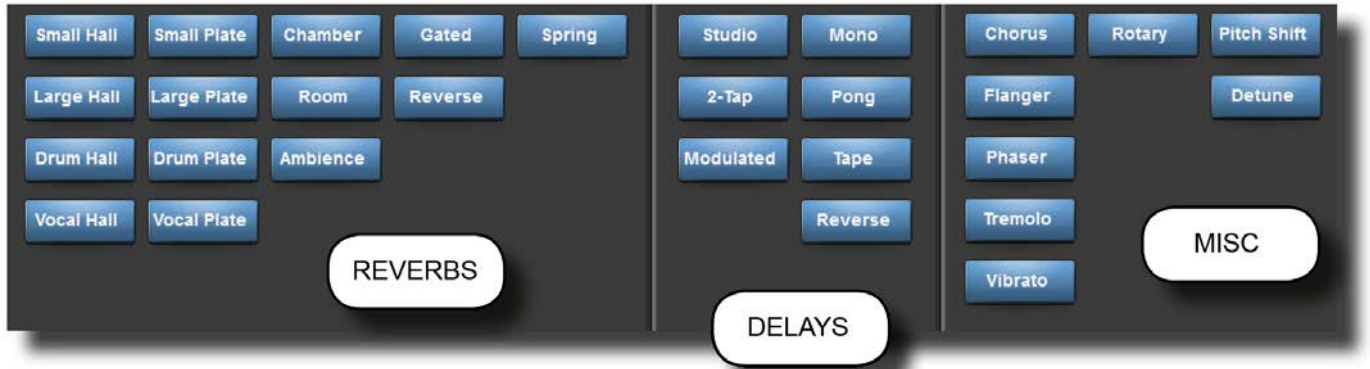 Small Hall Small Plate Chamber Gated Spring Studio Mono Chorus Rotary Pitch Shift
Large Hall Large Plate Room Reverse 2-Tap Pong Flanger Detune
Drum Hall Drum Plate Ambience Modulated Tape Phaser
Vocal Hall Vocal Plate Reverse Tremolo
MISC
REVERBS
Vibrato
DELAYS